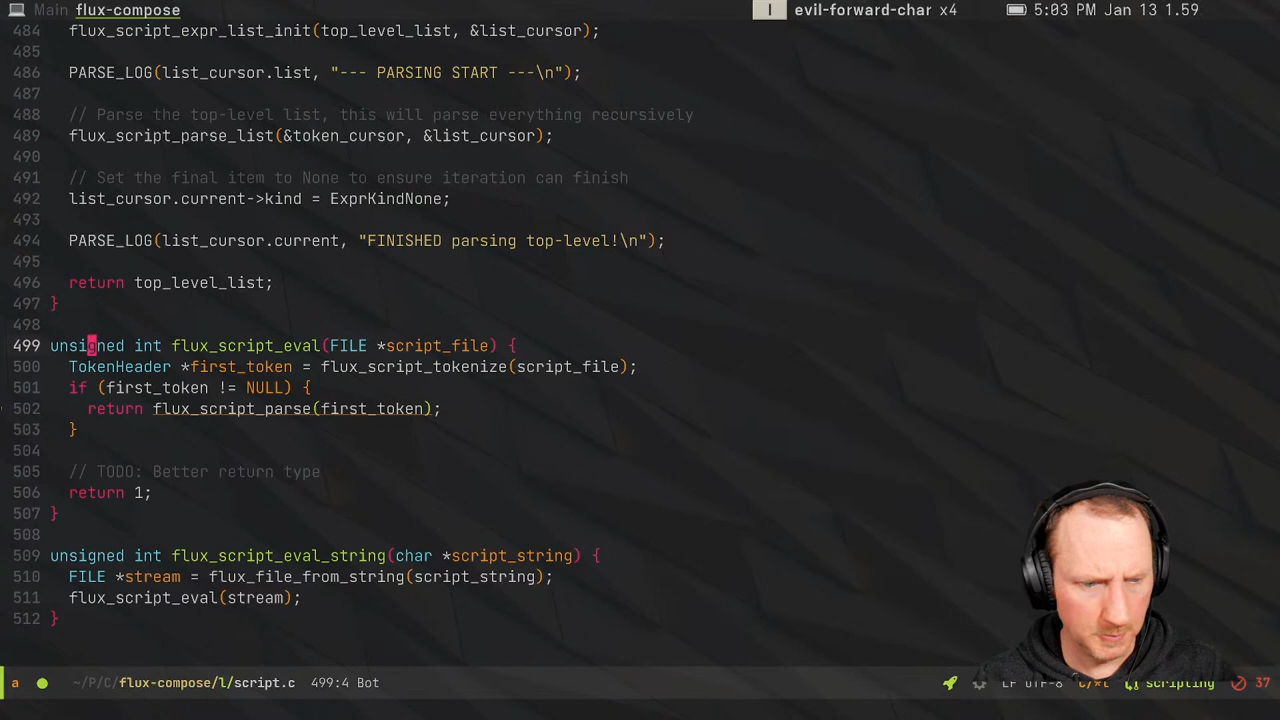 Main flux-compose
evil-forward-char x4
5:03 PM Jan 13 1.59
484 flux_script_expr_list_init(top_level_list, &list_cursor);
485
486 PARSE_LOG(list_cursor.list, "--- PARSING START ---\n");
487
488 // Parse the top-level list, this will parse everything recursively
489 flux_script_parse_list(&token_cursor, &list_cursor);
490
491 // Set the final item to None to ensure iteration can finish
492 list_cursor.current->kind = ExprKindNone;
493
494 PARSE_LOG(list_cursor.current, "FINISHED parsing top-level!\n");
495
496 return top_level_list;
497 }
498
499 unsigned int flux_script_eval(FILE *script_file) {
500 TokenHeader *first_token = flux_script_tokenize(script_file);
501 if (first_token != NULL) {
502 return flux_script_parse(first_token);
503 }
504
505 // TODO: Better return type
506 return 1;
507 }
508
509 unsigned int flux_script_eval_string(char *script_string) {
510 FILE *stream = flux_file_from_string(script_string);
511 flux_script_eval(stream);
512 }
a ~/P/C/flux-compose/l/script.c 499:4 Bot
LF UTF-8 scripting 37